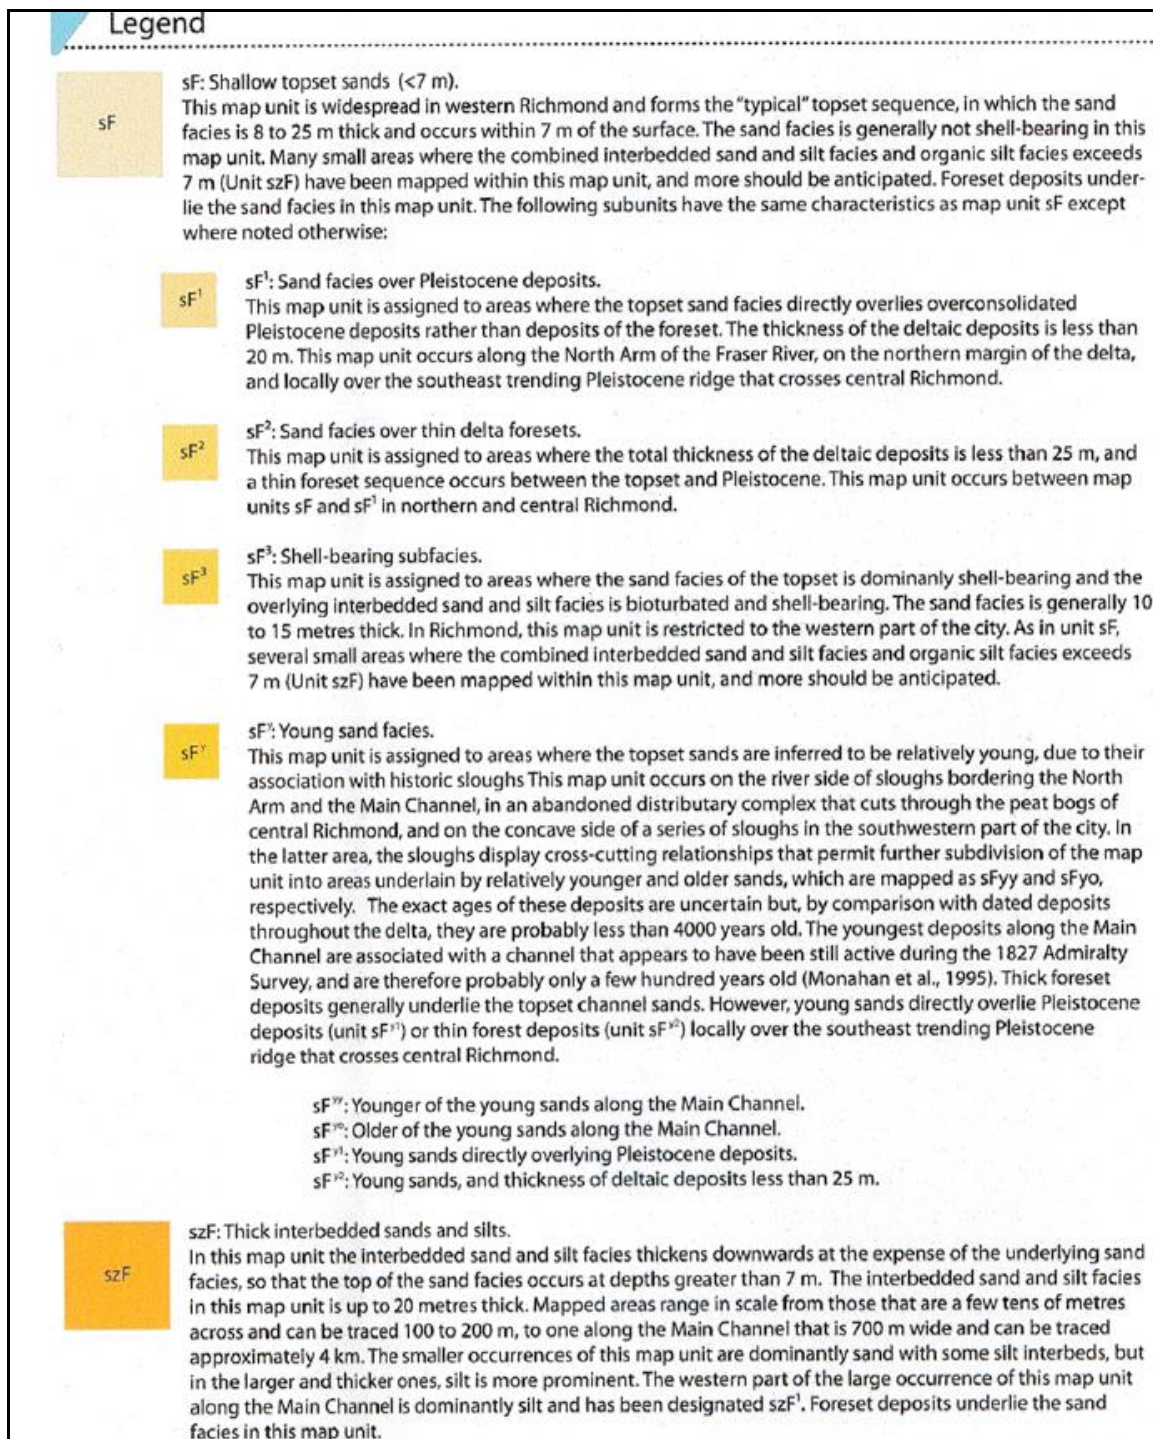 Legend
sF
sF: Shallow topset sands (<7 m).
This map unit is widespread in western Richmond and forms the "typical" topset sequence, in which the sand
facies is 8 to 25 m thick and occurs within 7 m of the surface. The sand facies is generally not shell-bearing in this
map unit. Many small areas where the combined interbedded sand and silt facies and organic silt facies exceeds
7 m (Unit szF) have been mapped within this map unit, and more should be anticipated. Foreset deposits under-
lie the sand facies in this map unit. The following subunits have the same characteristics as map unit sF except
where noted otherwise:
sF¹
sF¹: Sand facies over Pleistocene deposits.
This map unit is assigned to areas where the topset sand facies directly overlies overconsolidated
Pleistocene deposits rather than deposits of the foreset. The thickness of the deltaic deposits is less than
20 m. This map unit occurs along the North Arm of the Fraser River, on the northern margin of the delta,
and locally over the southeast trending Pleistocene ridge that crosses central Richmond.
sF²
sF²: Sand facies over thin delta foresets.
This map unit is assigned to areas where the total thickness of the deltaic deposits is less than 25 m, and
a thin foreset sequence occurs between the topset and Pleistocene. This map unit occurs between map
units sF and sF¹ in northern and central Richmond.
sF³
sF³: Shell-bearing subfacies.
This map unit is assigned to areas where the sand facies of the topset is dominanly shell-bearing and the
overlying interbedded sand and silt facies is bioturbated and shell-bearing. The sand facies is generally 10
to 15 metres thick. In Richmond, this map unit is restricted to the western part of the city. As in unit sF,
several small areas where the combined interbedded sand and silt facies and organic silt facies exceeds
7 m (Unit szF) have been mapped within this map unit, and more should be anticipated.
sFʸ
sFʸ: Young sand facies.
This map unit is assigned to areas where the topset sands are inferred to be relatively young, due to their
association with historic sloughs This map unit occurs on the river side of sloughs bordering the North
Arm and the Main Channel, in an abandoned distributary complex that cuts through the peat bogs of
central Richmond, and on the concave side of a series of sloughs in the southwestern part of the city. In
the latter area, the sloughs display cross-cutting relationships that permit further subdivision of the map
unit into areas underlain by relatively younger and older sands, which are mapped as sFyy and sFyo,
respectively. The exact ages of these deposits are uncertain but, by comparison with dated deposits
throughout the delta, they are probably less than 4000 years old. The youngest deposits along the Main
Channel are associated with a channel that appears to have been still active during the 1827 Admiralty
Survey, and are therefore probably only a few hundred years old (Monahan et al., 1995). Thick foreset
deposits generally underlie the topset channel sands. However, young sands directly overlie Pleistocene
deposits (unit sFʸ¹) or thin forest deposits (unit sFʸ²) locally over the southeast trending Pleistocene
ridge that crosses central Richmond.
sFʸʸ: Younger of the young sands along the Main Channel.
sFʸᵒ: Older of the young sands along the Main Channel.
sFʸ¹: Young sands directly overlying Pleistocene deposits.
sFʸ²: Young sands, and thickness of deltaic deposits less than 25 m.
szF
szF: Thick interbedded sands and silts.
In this map unit the interbedded sand and silt facies thickens downwards at the expense of the underlying sand
facies, so that the top of the sand facies occurs at depths greater than 7 m. The interbedded sand and silt facies
in this map unit is up to 20 metres thick. Mapped areas range in scale from those that are a few tens of metres
across and can be traced 100 to 200 m, to one along the Main Channel that is 700 m wide and can be traced
approximately 4 km. The smaller occurrences of this map unit are dominantly sand with some silt interbeds, but
in the larger and thicker ones, silt is more prominent. The western part of the large occurrence of this map unit
along the Main Channel is dominantly silt and has been designated szF¹. Foreset deposits underlie the sand
facies in this map unit.